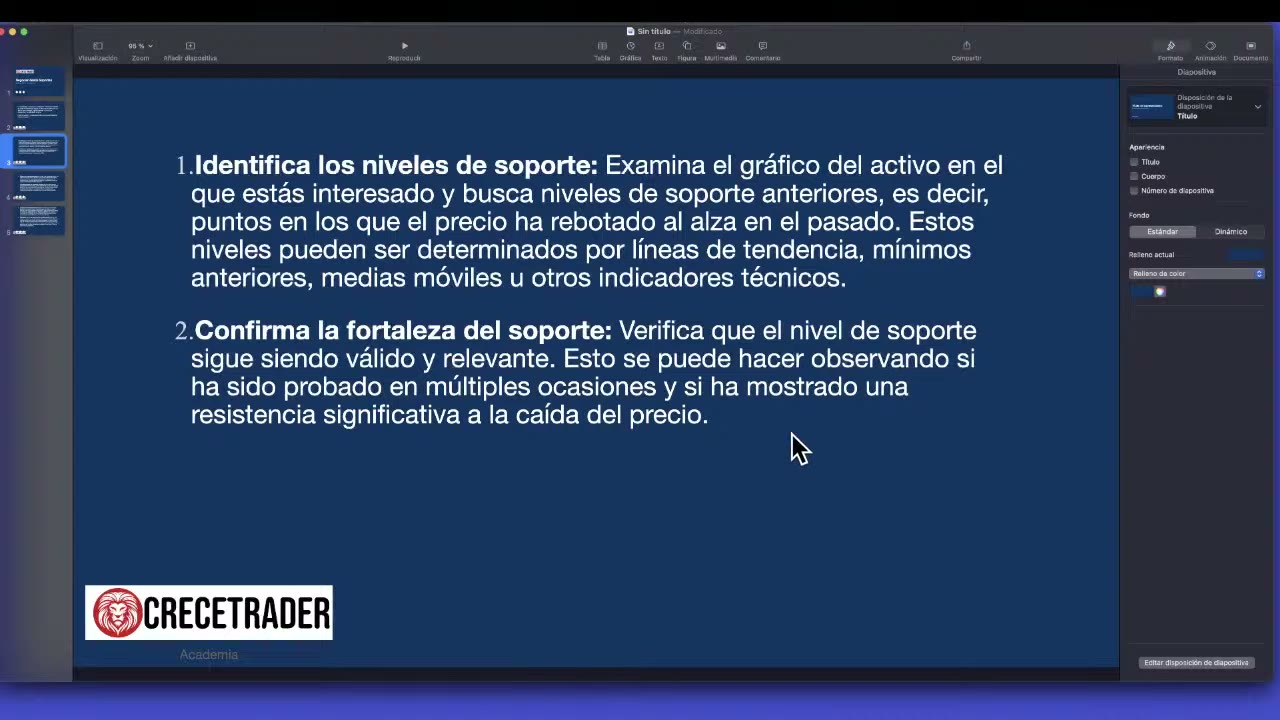 Sin título — Modificado
Visualización
95 %
Zoom
Añadir diapositiva
Reproducir
Tabla
Gráfico
Texto
Figura
Multimedia
Comentario
Compartir
Formato
Animación
Documento
Diapositiva
Disposición de la
diapositiva
Título
Apariencia
Título
Cuerpo
Número de diapositiva
Fondo
Estándar
Dinámico
Relleno actual
Relleno de color
Editar disposición de diapositiva
1
2
3
4
5
1.Identifica los niveles de soporte: Examina el gráfico del activo en el
que estás interesado y busca niveles de soporte anteriores, es decir,
puntos en los que el precio ha rebotado al alza en el pasado. Estos
niveles pueden ser determinados por líneas de tendencia, mínimos
anteriores, medias móviles u otros indicadores técnicos.
2.Confirma la fortaleza del soporte: Verifica que el nivel de soporte
sigue siendo válido y relevante. Esto se puede hacer observando si
ha sido probado en múltiples ocasiones y si ha mostrado una
resistencia significativa a la caída del precio.
CRECETRADER
Academia